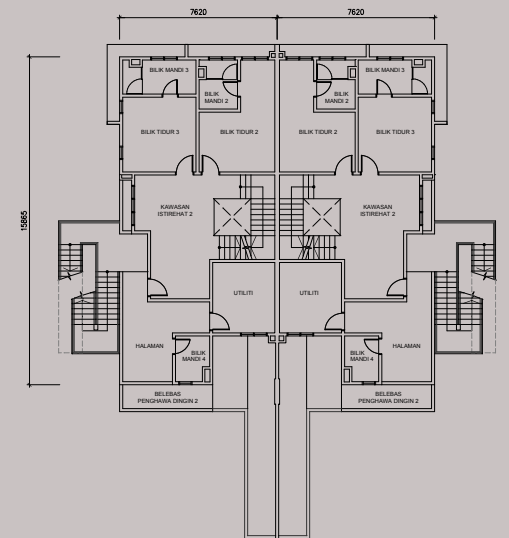 7620
7620
15865
BILIK MANDI 3
BILIK MANDI 3
BILIK
MANDI 2
BILIK
MANDI 2
BILIK TIDUR 3
BILIK TIDUR 2
BILIK TIDUR 2
BILIK TIDUR 3
KAWASAN
ISTIREHAT 2
KAWASAN
ISTIREHAT 2
UTILITI
UTILITI
HALAMAN
BILIK
MANDI 4
BILIK
MANDI 4
HALAMAN
BELEBAS
PENGHAWA DINGIN 2
BELEBAS
PENGHAWA DINGIN 2